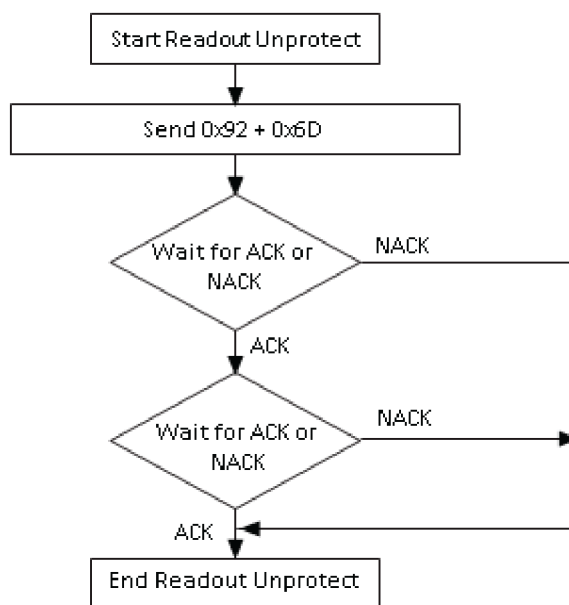 Start Readout Unprotect
Send 0x92 + 0x6D
Wait for ACK or
NACK
NACK
ACK
Wait for ACK or
NACK
NACK
ACK
End Readout Unprotect